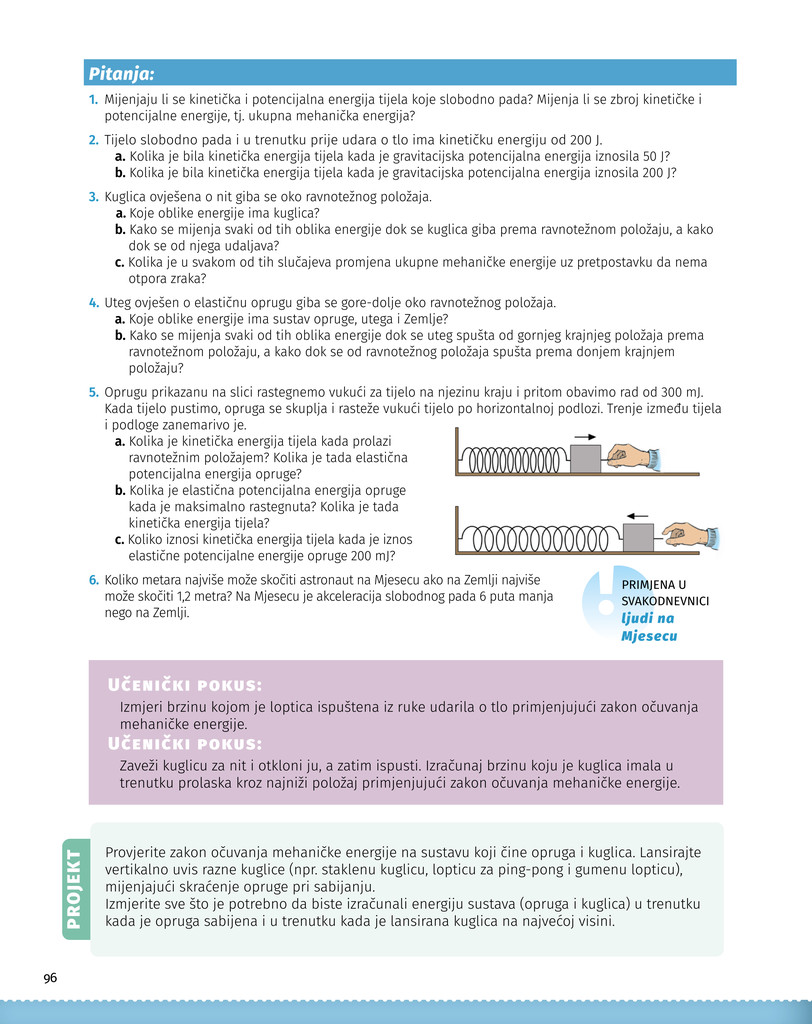 Pitanja:
1. Mijenjaju li se kinetička i potencijalna energija tijela koje slobodno pada? Mijenja li se zbroj kinetičke i
potencijalne energije, tj. ukupna mehanička energija?
2. Tijelo slobodno pada i u trenutku prije udara o tlo ima kinetičku energiju od 200 J.
a. Kolika je bila kinetička energija tijela kada je gravitacijska potencijalna energija iznosila 50 J?
b. Kolika je bila kinetička energija tijela kada je gravitacijska potencijalna energija iznosila 200 J?
3. Kuglica ovješena o nit giba se oko ravnotežnog položaja.
a. Koje oblike energije ima kuglica?
b. Kako se mijenja svaki od tih oblika energije dok se kuglica giba prema ravnotežnom položaju, a kako
dok se od njega udaljava?
c. Kolika je u svakom od tih slučajeva promjena ukupne mehaničke energije uz pretpostavku da nema
otpora zraka?
4. Uteg ovješen o elastičnu oprugu giba se gore-dolje oko ravnotežnog položaja.
a. Koje oblike energije ima sustav opruge, utega i Zemlje?
b. Kako se mijenja svaki od tih oblika energije dok se uteg spušta od gornjeg krajnjeg položaja prema
ravnotežnom položaju, a kako dok se od ravnotežnog položaja spušta prema donjem krajnjem
položaju?
5. Oprugu prikazanu na slici rastegnemo vukući za tijelo na njezinu kraju i pritom obavimo rad od 300 mJ.
Kada tijelo pustimo, opruga se skuplja i rasteže vukući tijelo po horizontalnoj podlozi. Trenje između tijela
i podloge zanemarivo je.
a. Kolika je kinetička energija tijela kada prolazi
ravnotežnim položajem? Kolika je tada elastična
potencijalna energija opruge?
b. Kolika je elastična potencijalna energija opruge
kada je maksimalno rastegnuta? Kolika je tada
kinetička energija tijela?
c. Koliko iznosi kinetička energija tijela kada je iznos
elastične potencijalne energije opruge 200 mJ?
6. Koliko metara najviše može skočiti astronaut na Mjesecu ako na Zemlji najviše
može skočiti 1,2 metra? Na Mjesecu je akceleracija slobodnog pada 6 puta manja
nego na Zemlji.
PRIMJENA U
SVAKODNEVNICI
ljudi na
Mjesecu
Učenički pokus:
Izmjeri brzinu kojom je loptica ispuštena iz ruke udarila o tlo primjenjujući zakon očuvanja
mehaničke energije.
Učenički pokus:
Zaveži kuglicu za nit i otkloni ju, a zatim ispusti. Izračunaj brzinu koju je kuglica imala u
trenutku prolaska kroz najniži položaj primjenjujući zakon očuvanja mehaničke energije.
PROJEKT
Provjerite zakon očuvanja mehaničke energije na sustavu koji čine opruga i kuglica. Lansirajte
vertikalno uvis razne kuglice (npr. staklenu kuglicu, lopticu za ping-pong i gumenu lopticu),
mijenjajući skraćenje opruge pri sabijanju.
Izmjerite sve što je potrebno da biste izračunali energiju sustava (opruga i kuglica) u trenutku
kada je opruga sabijena i u trenutku kada je lansirana kuglica na najvećoj visini.
96